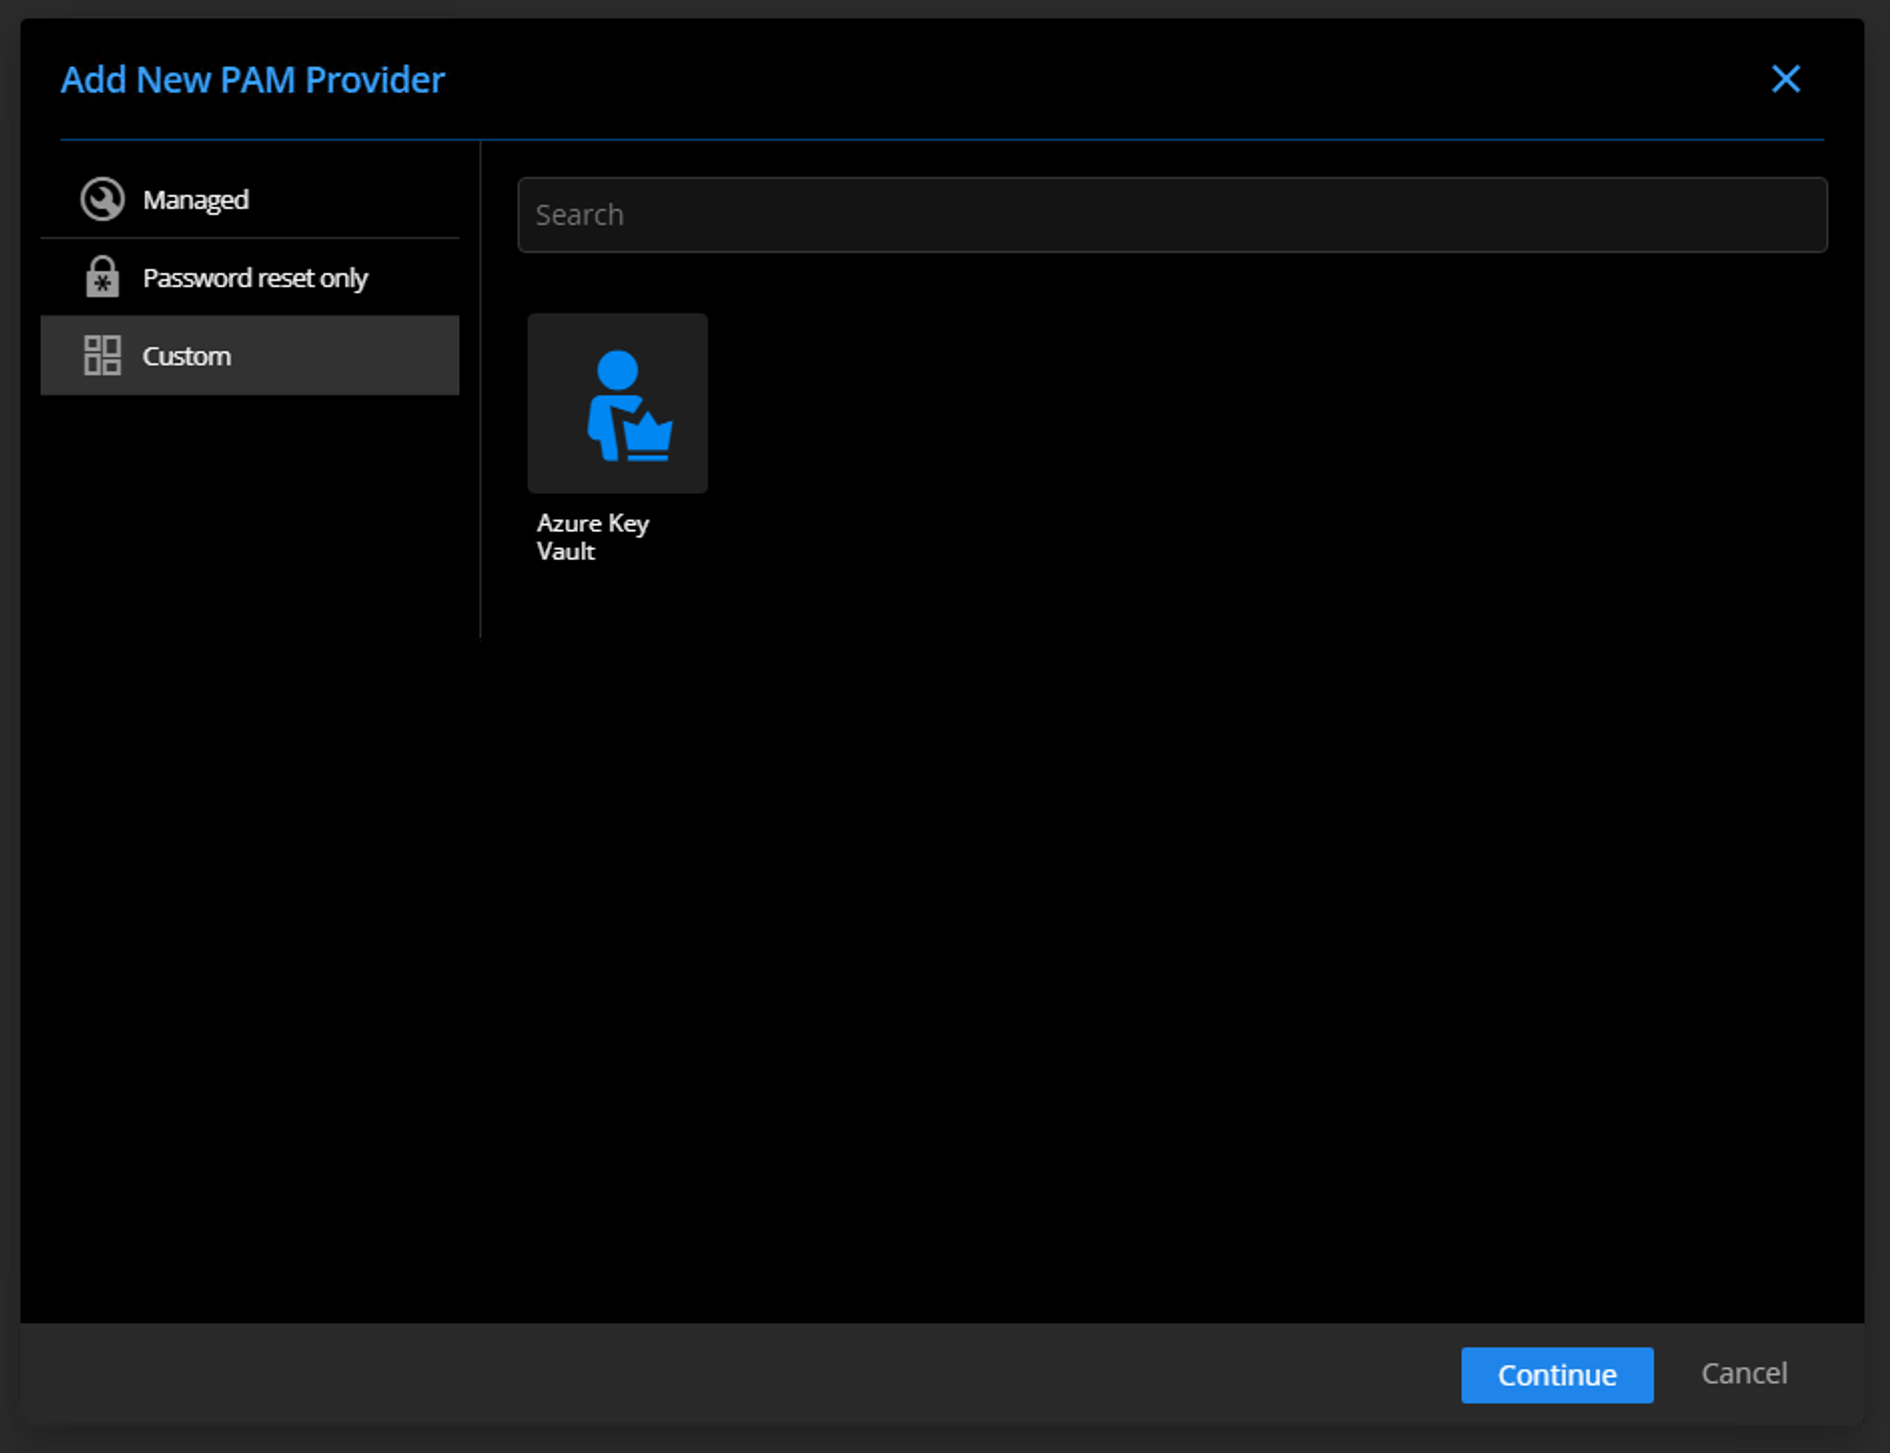 Add New PAM Provider
Managed
Password reset only
Custom
Search
Azure Key
Vault
Continue
Cancel